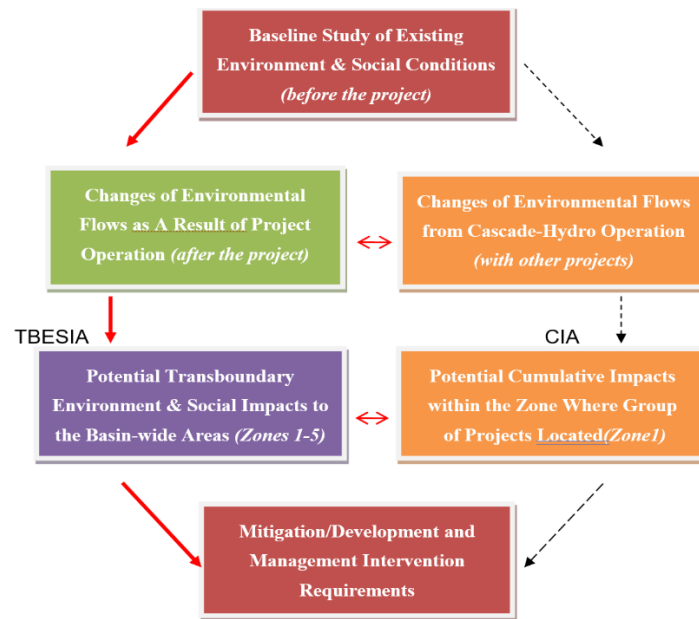 Baseline Study of Existing
Environment & Social Conditions
(before the project)
Changes of Environmental
Flows as A Result of Project
Operation (after the project)
Changes of Environmental Flows
from Cascade-Hydro Operation
(with other projects)
TBESIA
CIA
Potential Transboundary
Environment & Social Impacts to
the Basin-wide Areas (Zones 1-5)
Potential Cumulative Impacts
within the Zone Where Group
of Projects Located(Zone1)
Mitigation/Development and
Management Intervention
Requirements